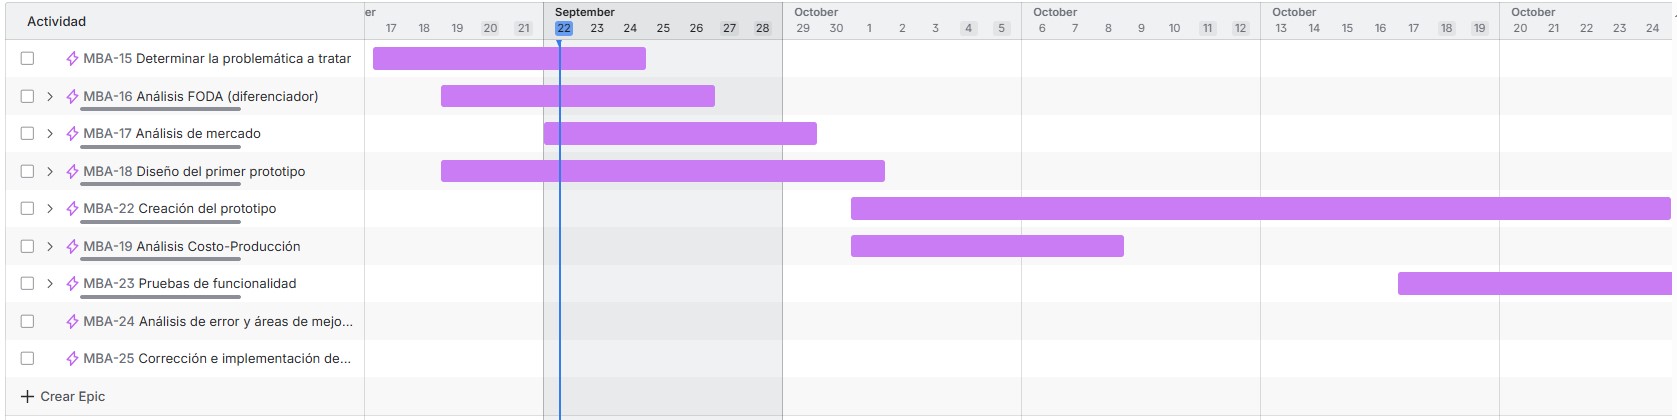 Actividad
er September October October October October
17 18 19 20 21 22 23 24 25 26 27 28 29 30 1 2 3 4 5 6 7 8 9 10 11 12 13 14 15 16 17 18 19 20 21 22 23 24
MBA-15 Determinar la problemática a tratar
MBA-16 Análisis FODA (diferenciador)
MBA-17 Análisis de mercado
MBA-18 Diseño del primer prototipo
MBA-22 Creación del prototipo
MBA-19 Análisis Costo-Producción
MBA-23 Pruebas de funcionalidad
MBA-24 Análisis de error y áreas de mejo...
MBA-25 Corrección e implementación de...
+ Crear Epic